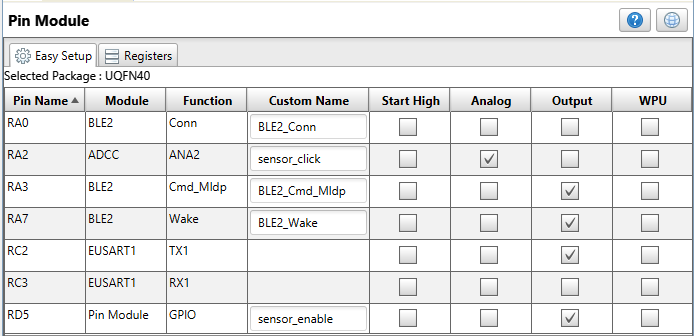 Pin Module
Easy Setup Registers
Selected Package : UQFN40
Pin Name Module Function Custom Name Start High Analog Output WPU
RA0 BLE2 Conn BLE2_Conn
RA2 ADCC ANA2 sensor_click
RA3 BLE2 Cmd_Mldp BLE2_Cmd_Mldp
RA7 BLE2 Wake BLE2_Wake
RC2 EUSART1 TX1
RC3 EUSART1 RX1
RD5 Pin Module GPIO sensor_enable